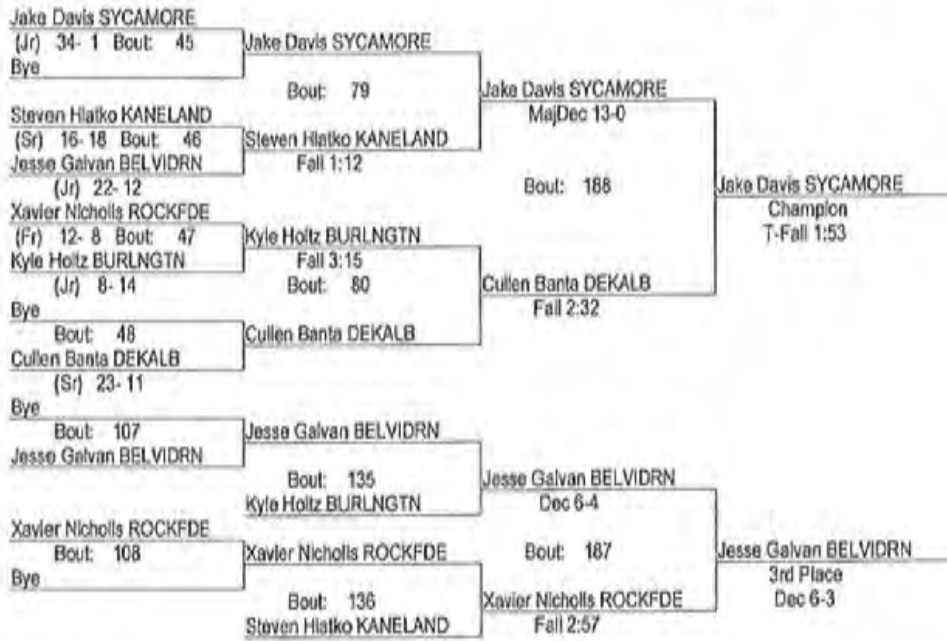 Jake Davis SYCAMORE
(Jr) 34- 1 Bout: 45
Bye
Steven Hlatko KANELAND
(Sr) 16- 18 Bout: 46
Jesse Galvan BELVIDRN
(Jr) 22- 12
Xavier Nicholls ROCKFDE
(Fr) 12- 8 Bout: 47
Kyle Holtz BURLNGTN
(Jr) 8- 14
Bye
Bout: 48
Cullen Banta DEKALB
(Sr) 23- 11
Bye
Bout: 107
Jesse Galvan BELVIDRN
Xavier Nicholls ROCKFDE
Bout: 108
Bye
Jake Davis SYCAMORE
Bout: 79
Steven Hlatko KANELAND
Fall 1:12
Kyle Holtz BURLNGTN
Fall 3:15
Bout: 80
Cullen Banta DEKALB
Jesse Galvan BELVIDRN
Bout: 135
Kyle Holtz BURLNGTN
Xavier Nicholls ROCKFDE
Bout: 136
Steven Hlatko KANELAND
Jake Davis SYCAMORE
MajDec 13-0
Bout: 188
Cullen Banta DEKALB
Fall 2:32
Jesse Galvan BELVIDRN
Dec 6-4
Bout: 187
Xavier Nicholls ROCKFDE
Fall 2:57
Jake Davis SYCAMORE
Champion
T-Fall 1:53
Jesse Galvan BELVIDRN
3rd Place
Dec 6-3